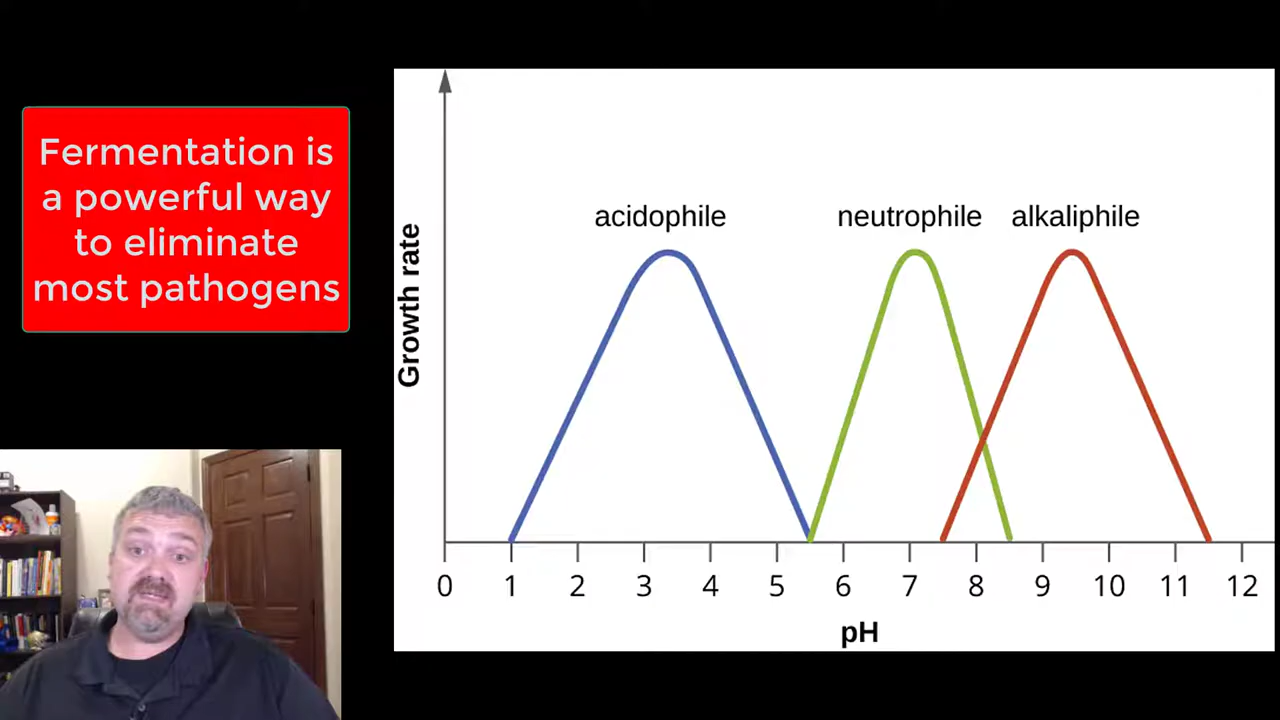 Fermentation is
a powerful way
to eliminate
most pathogens
acidophile neutrophile alkaliphile
Growth rate
0 1 2 3 4 5 6 7 8 9 10 11 12
pH